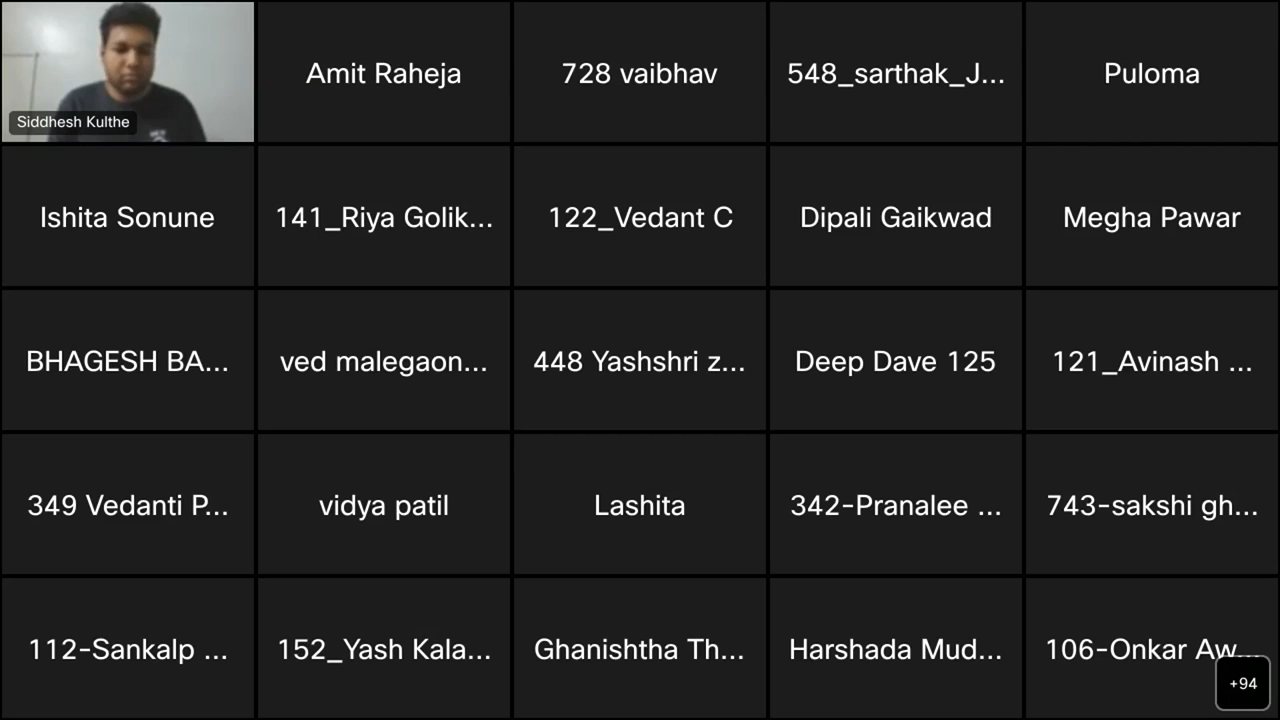 Siddhesh Kulthe
Amit Raheja
728 vaibhav
548_sarthak_J...
Puloma
Ishita Sonune
141_Riya Golik...
122_Vedant C
Dipali Gaikwad
Megha Pawar
BHAGESH BA...
ved malegaon...
448 Yashshri z...
Deep Dave 125
121_Avinash ...
349 Vedanti P...
vidya patil
Lashita
342-Pranalee ...
743-sakshi gh...
112-Sankalp ...
152_Yash Kala...
Ghanishtha Th...
Harshada Mud...
106-Onkar Aw...
+94